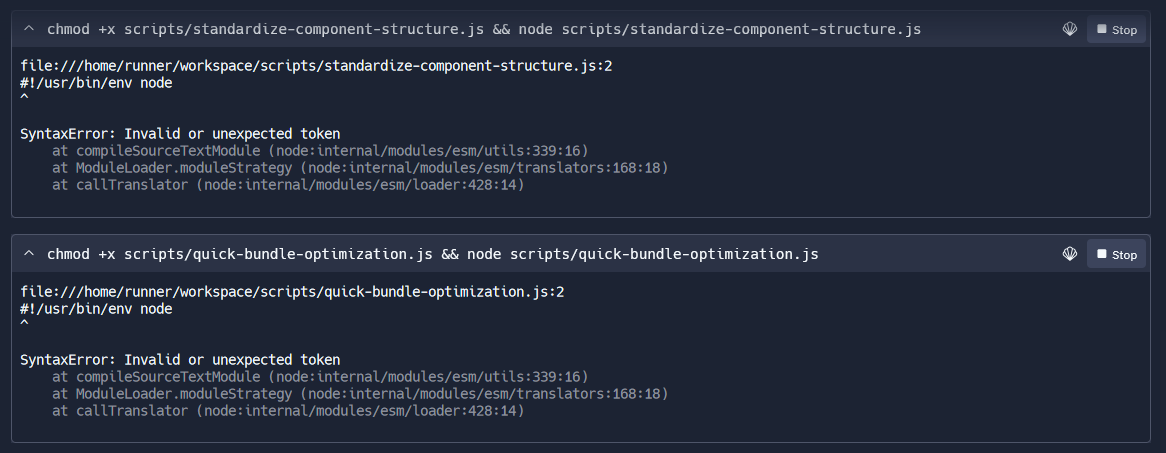 chmod +x scripts/standardize-component-structure.js && node scripts/standardize-component-structure.js
Stop
file:///home/runner/workspace/scripts/standardize-component-structure.js:2
#!/usr/bin/env node
^
SyntaxError: Invalid or unexpected token
    at compileSourceTextModule (node:internal/modules/esm/utils:339:16)
    at ModuleLoader.moduleStrategy (node:internal/modules/esm/translators:168:18)
    at callTranslator (node:internal/modules/esm/loader:428:14)
chmod +x scripts/quick-bundle-optimization.js && node scripts/quick-bundle-optimization.js
Stop
file:///home/runner/workspace/scripts/quick-bundle-optimization.js:2
#!/usr/bin/env node
^
SyntaxError: Invalid or unexpected token
    at compileSourceTextModule (node:internal/modules/esm/utils:339:16)
    at ModuleLoader.moduleStrategy (node:internal/modules/esm/translators:168:18)
    at callTranslator (node:internal/modules/esm/loader:428:14)